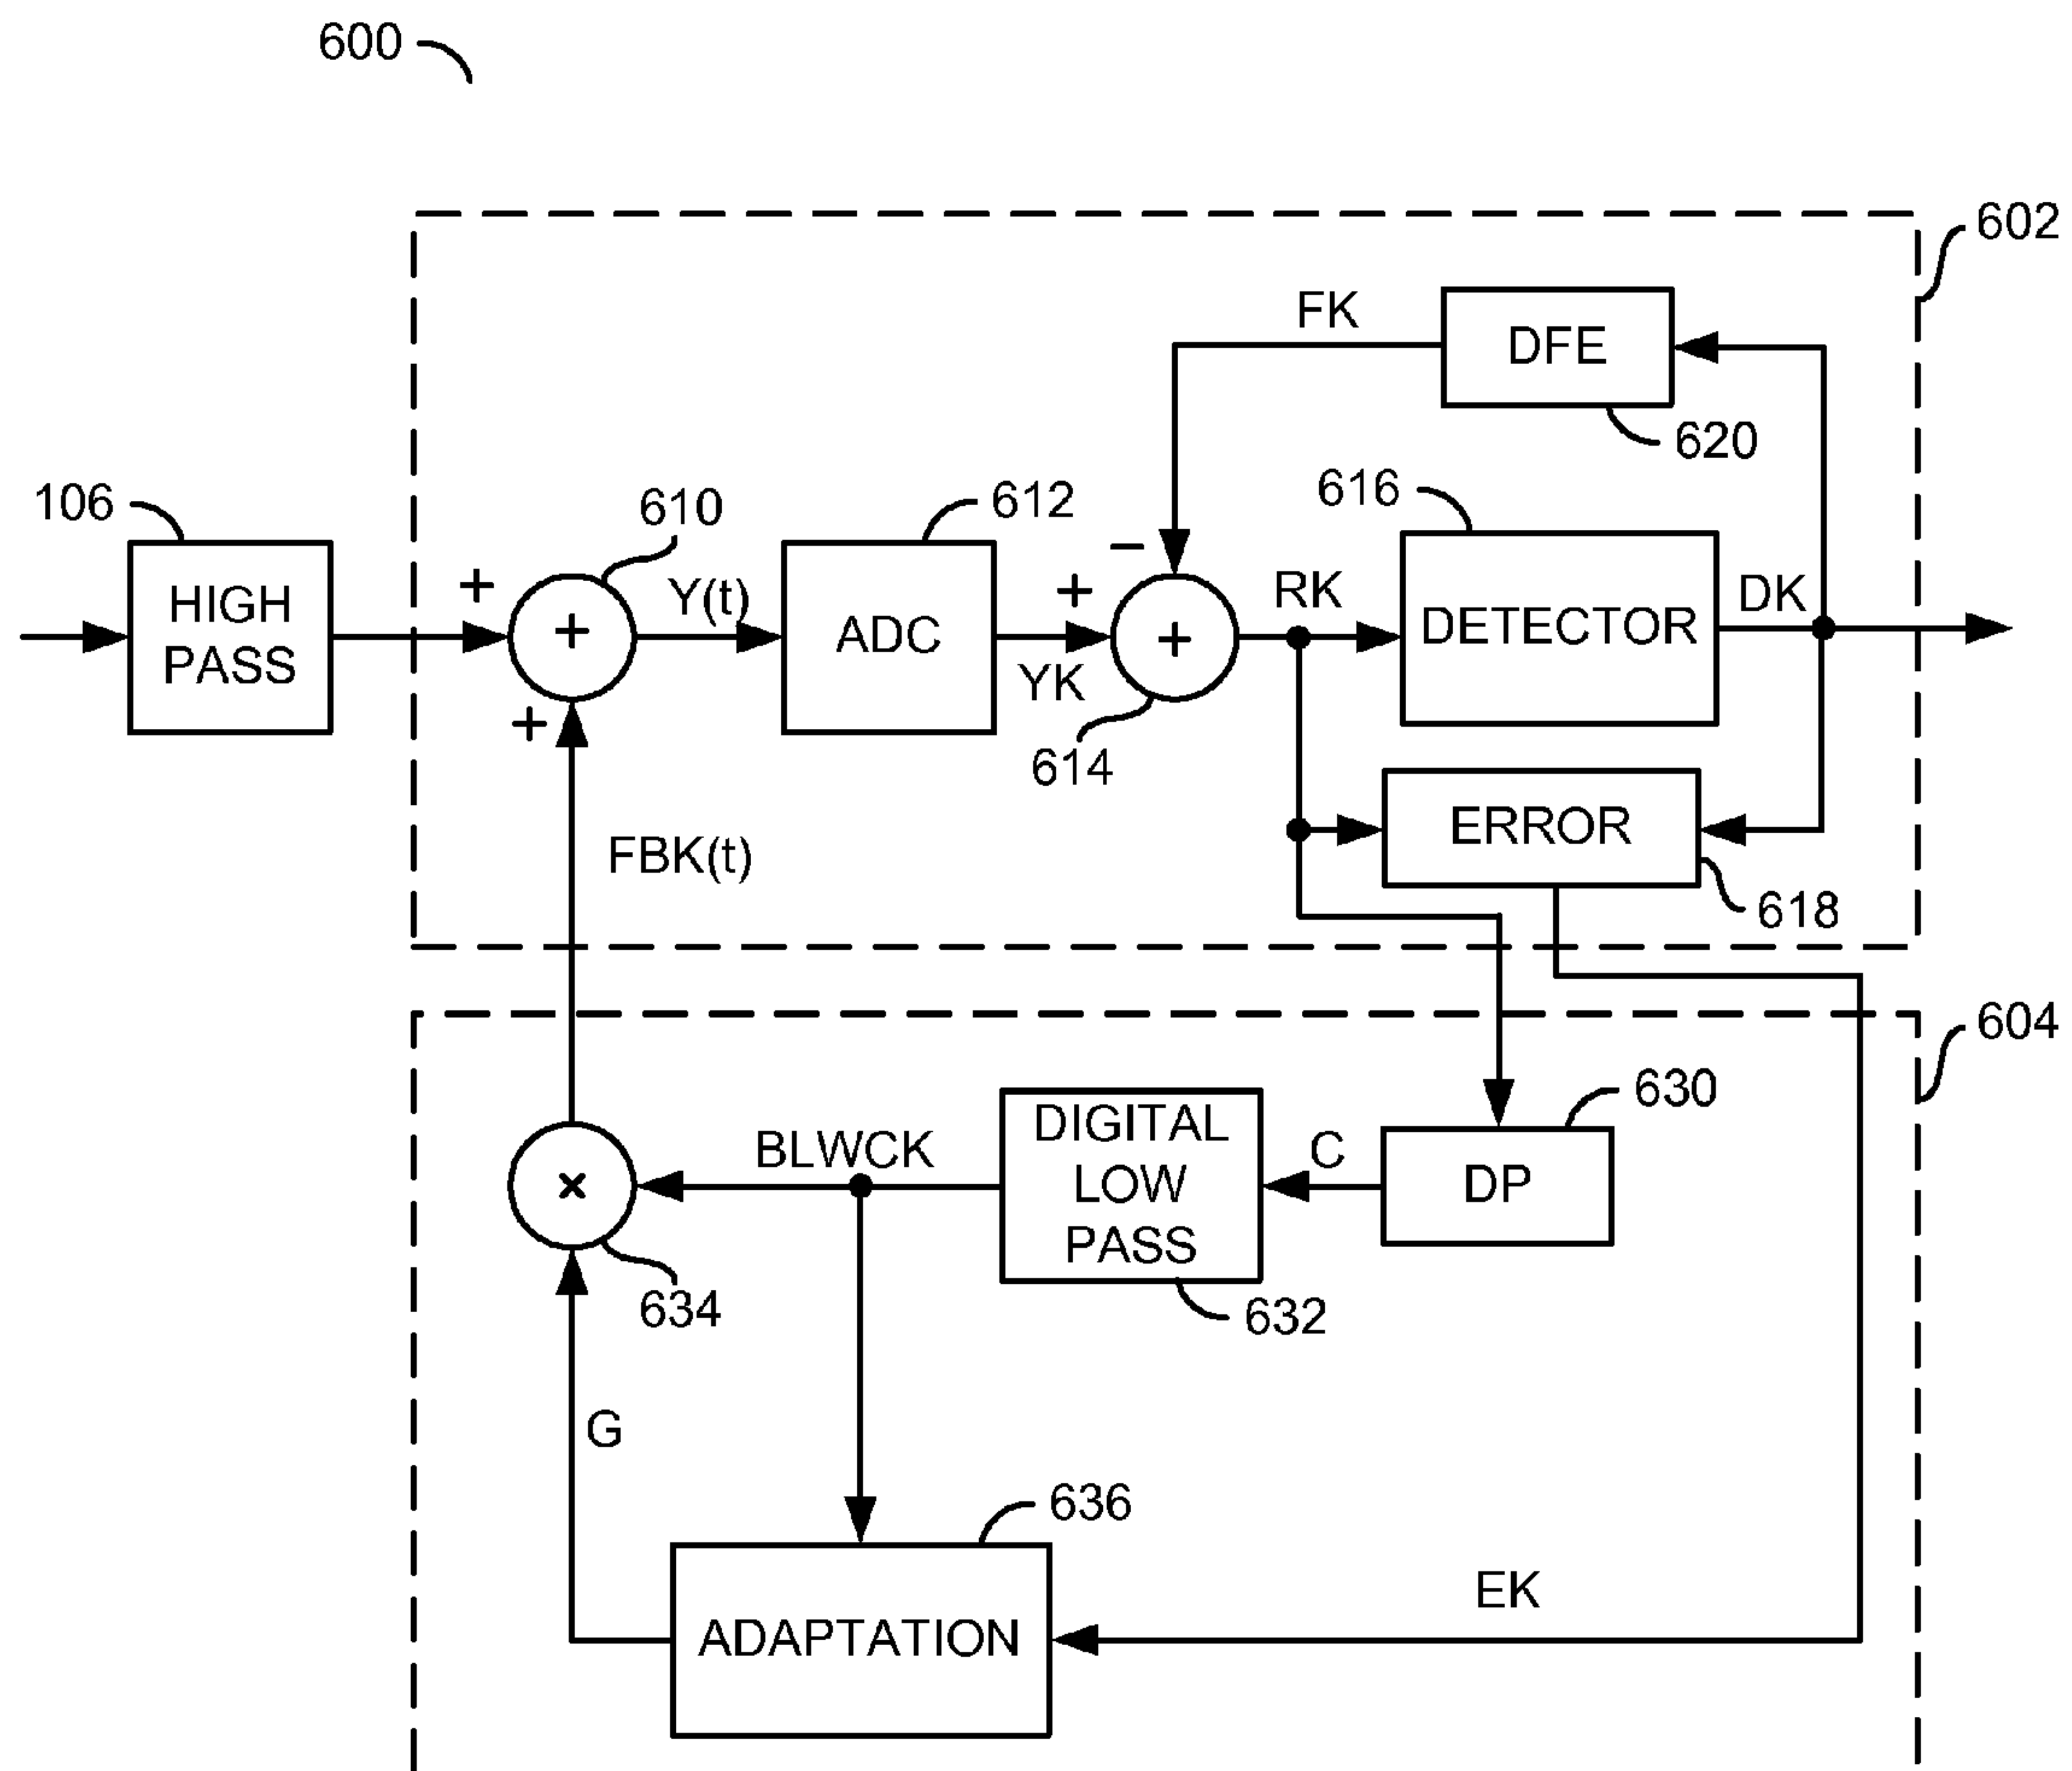 600
602
FK
DFE
620
106
610
612
616
HIGH
PASS
+
+
Y(t)
ADC
−
+
YK
+
RK
DETECTOR
DK
614
+
FBK(t)
ERROR
618
604
630
BLWCK
DIGITAL
LOW
PASS
C
DP
×
634
632
G
636
EK
ADAPTATION